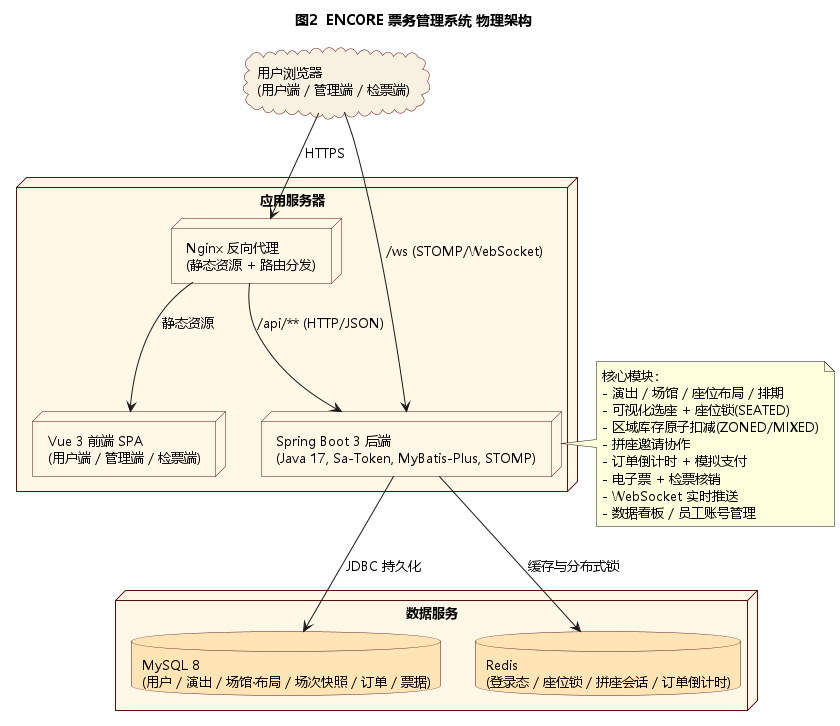 图2  ENCORE 票务管理系统 物理架构
用户浏览器
(用户端 / 管理端 / 检票端)
HTTPS
应用服务器
Nginx 反向代理
(静态资源 + 路由分发)
/ws (STOMP/WebSocket)
静态资源
/api/** (HTTP/JSON)
Vue 3 前端 SPA
(用户端 / 管理端 / 检票端)
Spring Boot 3 后端
(Java 17, Sa-Token, MyBatis-Plus, STOMP)
核心模块：
- 演出 / 场馆 / 座位布局 / 排期
- 可视化选座 + 座位锁(SEATED)
- 区域库存原子扣减(ZONED/MIXED)
- 拼座邀请协作
- 订单倒计时 + 模拟支付
- 电子票 + 检票核销
- WebSocket 实时推送
- 数据看板 / 员工账号管理
JDBC 持久化
缓存与分布式锁
数据服务
MySQL 8
(用户 / 演出 / 场馆·布局 / 场次快照 / 订单 / 票据)
Redis
(登录态 / 座位锁 / 拼座会话 / 订单倒计时)